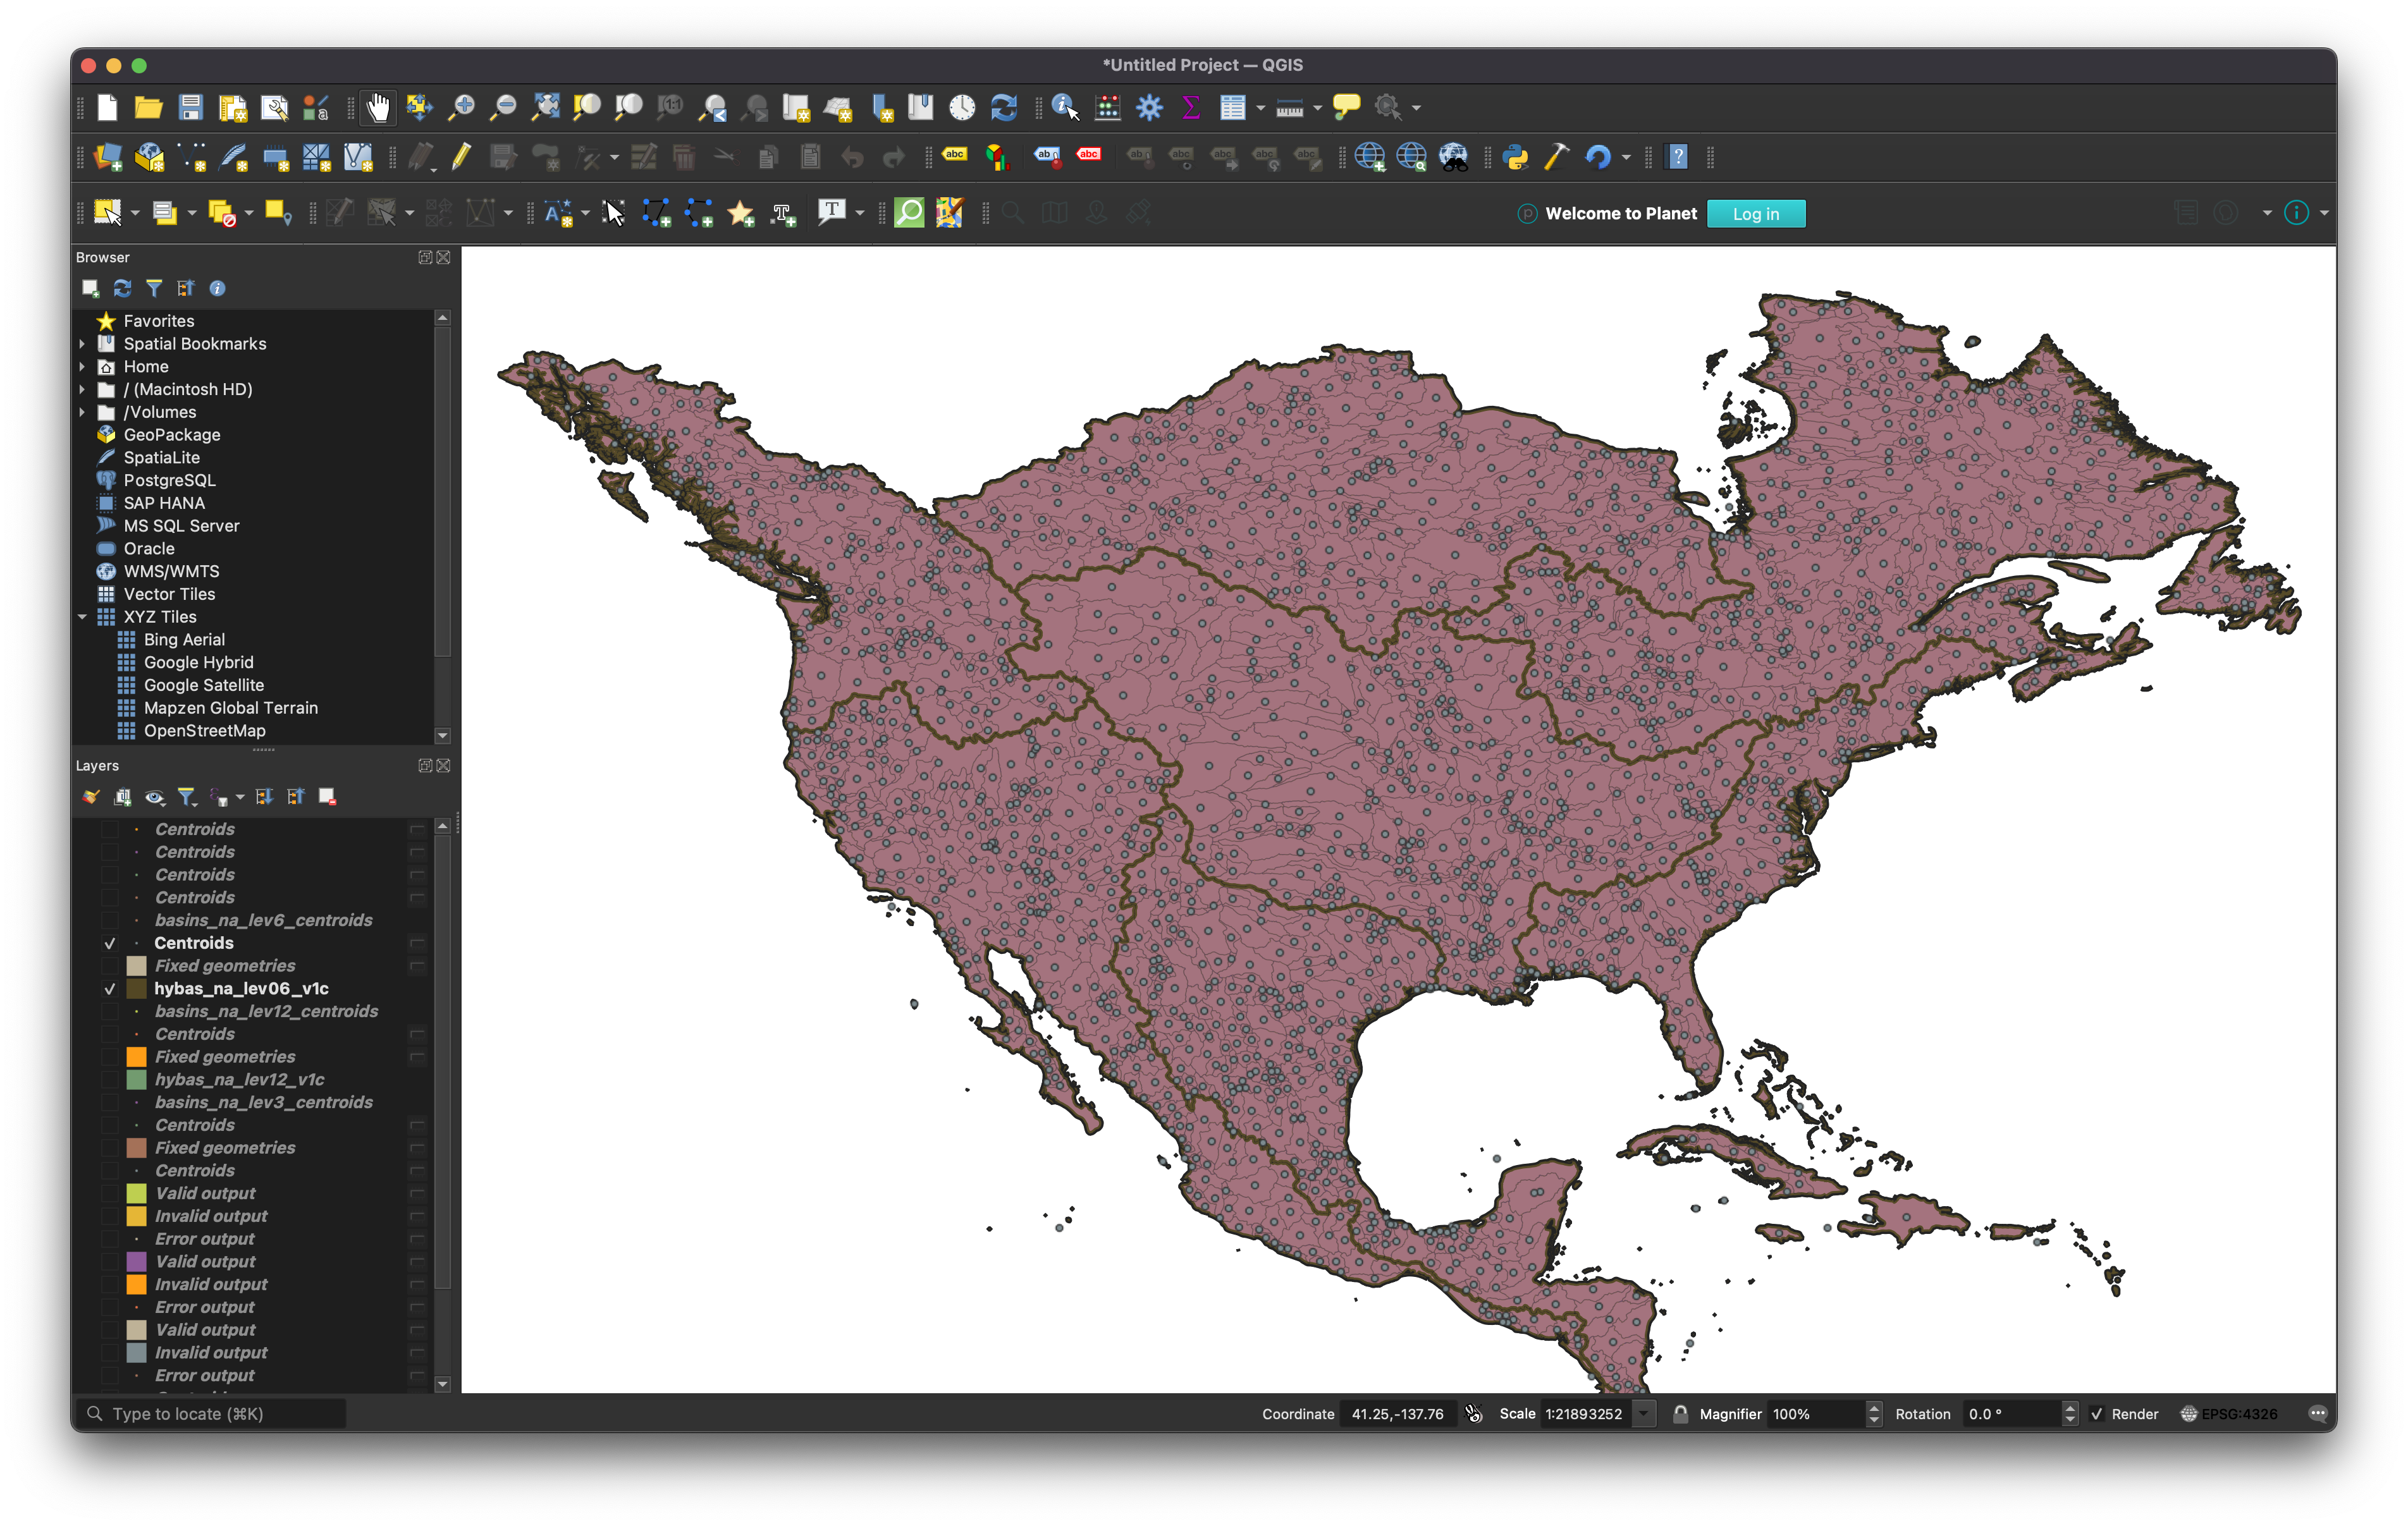 *Untitled Project — QGIS
abc
ab
abc
Welcome to Planet
Log in
Browser
Favorites
Spatial Bookmarks
Home
/ (Macintosh HD)
/Volumes
GeoPackage
SpatiaLite
PostgreSQL
SAP HANA
MS SQL Server
Oracle
WMS/WMTS
Vector Tiles
XYZ Tiles
Bing Aerial
Google Hybrid
Google Satellite
Mapzen Global Terrain
OpenStreetMap
Layers
Centroids
Centroids
Centroids
Centroids
basins_na_lev6_centroids
Centroids
Fixed geometries
hybas_na_lev06_v1c
basins_na_lev12_centroids
Centroids
Fixed geometries
hybas_na_lev12_v1c
basins_na_lev3_centroids
Centroids
Fixed geometries
Centroids
Valid output
Invalid output
Error output
Valid output
Invalid output
Error output
Valid output
Invalid output
Error output
Type to locate (⌘K)
Coordinate 41.25,-137.76 Scale 1:21893252 Magnifier 100% Rotation 0.0 ° Render EPSG:4326